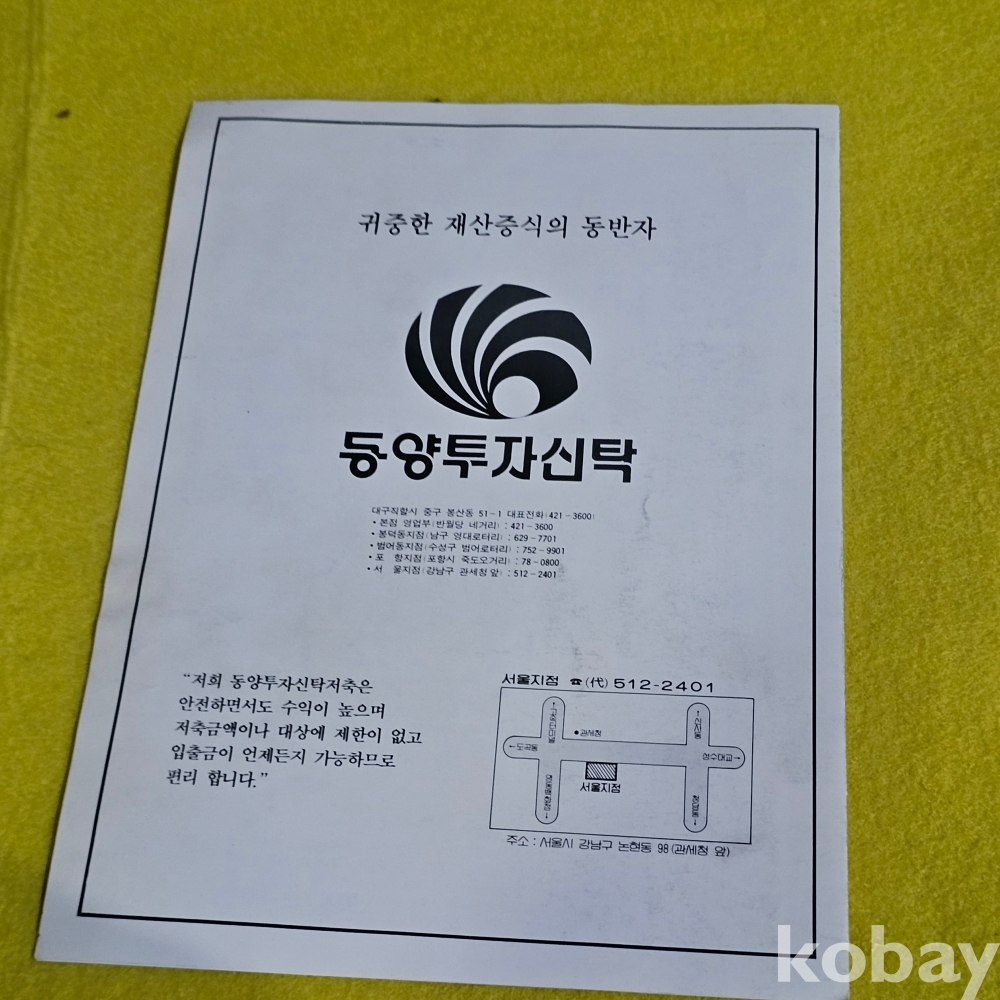 귀중한 재산증식의 동반자
동양투자신탁
대구직할시 중구 봉산동 51-1 대표전화(421-3600)
• 본점 영업부(반월당 네거리) : 421-3600
• 봉덕동지점(남구 영대로터리) : 629-7701
• 범어동지점(수성구 범어로터리) : 752-9901
• 포 항지점(포항시 죽도오거리) : 78-0800
• 서 울지점(강남구 관세청 앞) : 512-2401
“저희 동양투자신탁저축은
안전하면서도 수익이 높으며
저축금액이나 대상에 제한이 없고
입출금이 언제든지 가능하므로
편리 합니다.”
서울지점 ☎(代) 512-2401
↑고속터미널
↑신사동
•관세청
←도곡동
성수대교→
서울지점
주소 : 서울시 강남구 논현동 98 (관세청 앞)
kobay